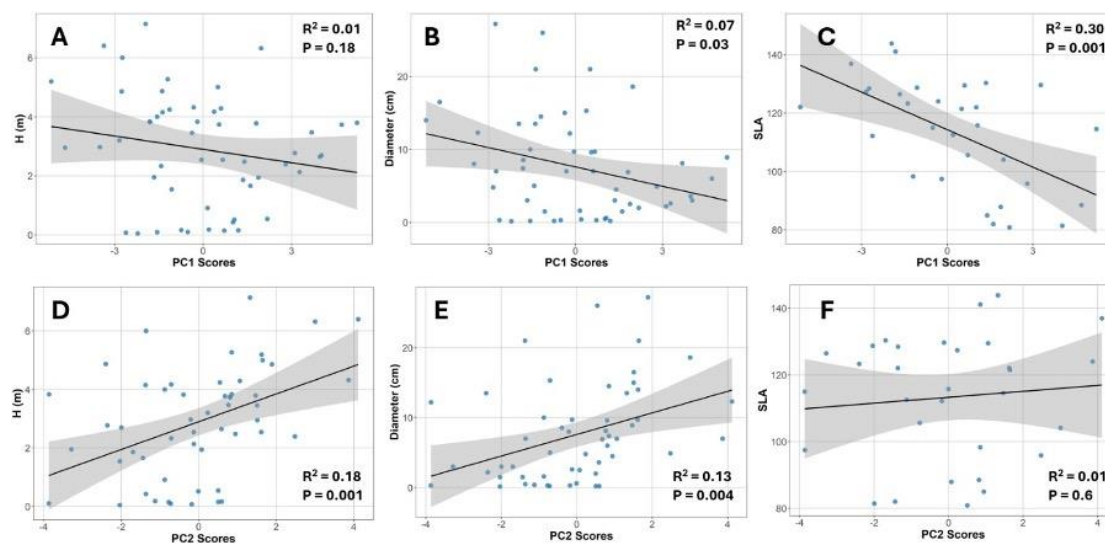 A
R² = 0.01
P = 0.18
H (m)
6
4
2
0
-3
0
3
PC1 Scores
B
R² = 0.07
P = 0.03
Diameter (cm)
20
10
0
-3
0
3
PC1 Scores
C
R² = 0.30
P = 0.001
SLA
140
120
100
80
-3
0
3
PC1 Scores
D
R² = 0.18
P = 0.001
H (m)
6
4
2
0
-4
-2
0
2
4
PC2 Scores
E
R² = 0.13
P = 0.004
Diameter (cm)
20
10
0
-4
-2
0
2
4
PC2 Scores
F
R² = 0.01
P = 0.6
SLA
140
120
100
80
-4
-2
0
2
4
PC2 Scores